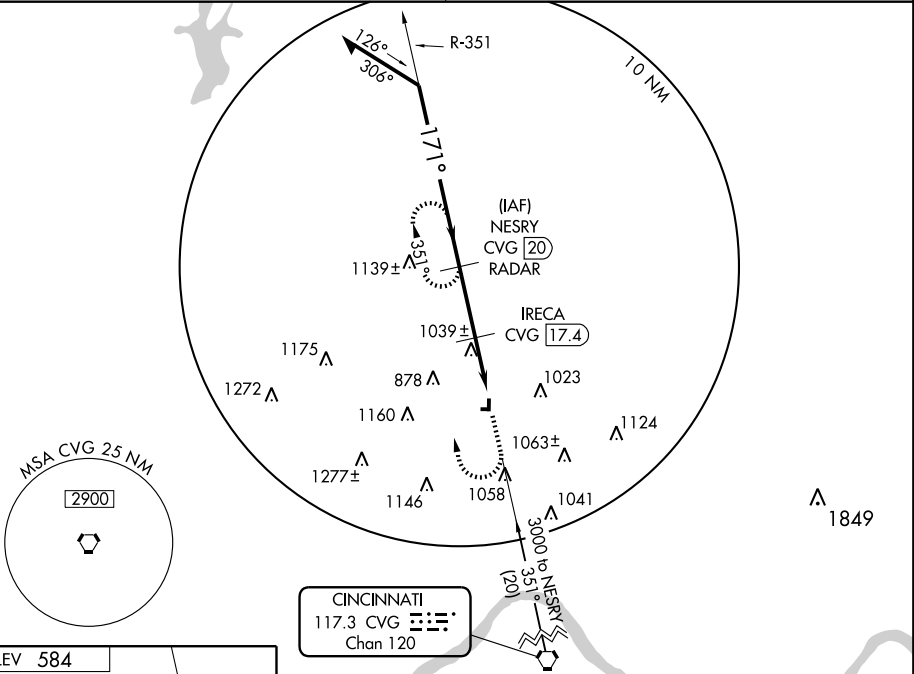 R-351
126°
306°
10 NM
171°
(IAF)
NESRY
CVG 20
RADAR
351°
1139±
IRECA
CVG 17.4
1039±
1175
878
1023
1272
1160
1124
1063±
1277±
1146
1058
1041
1849
MSA CVG 25 NM
2900
3000 to NESRY
351°
(20)
CINCINNATI
117.3 CVG
Chan 120
LEV 584